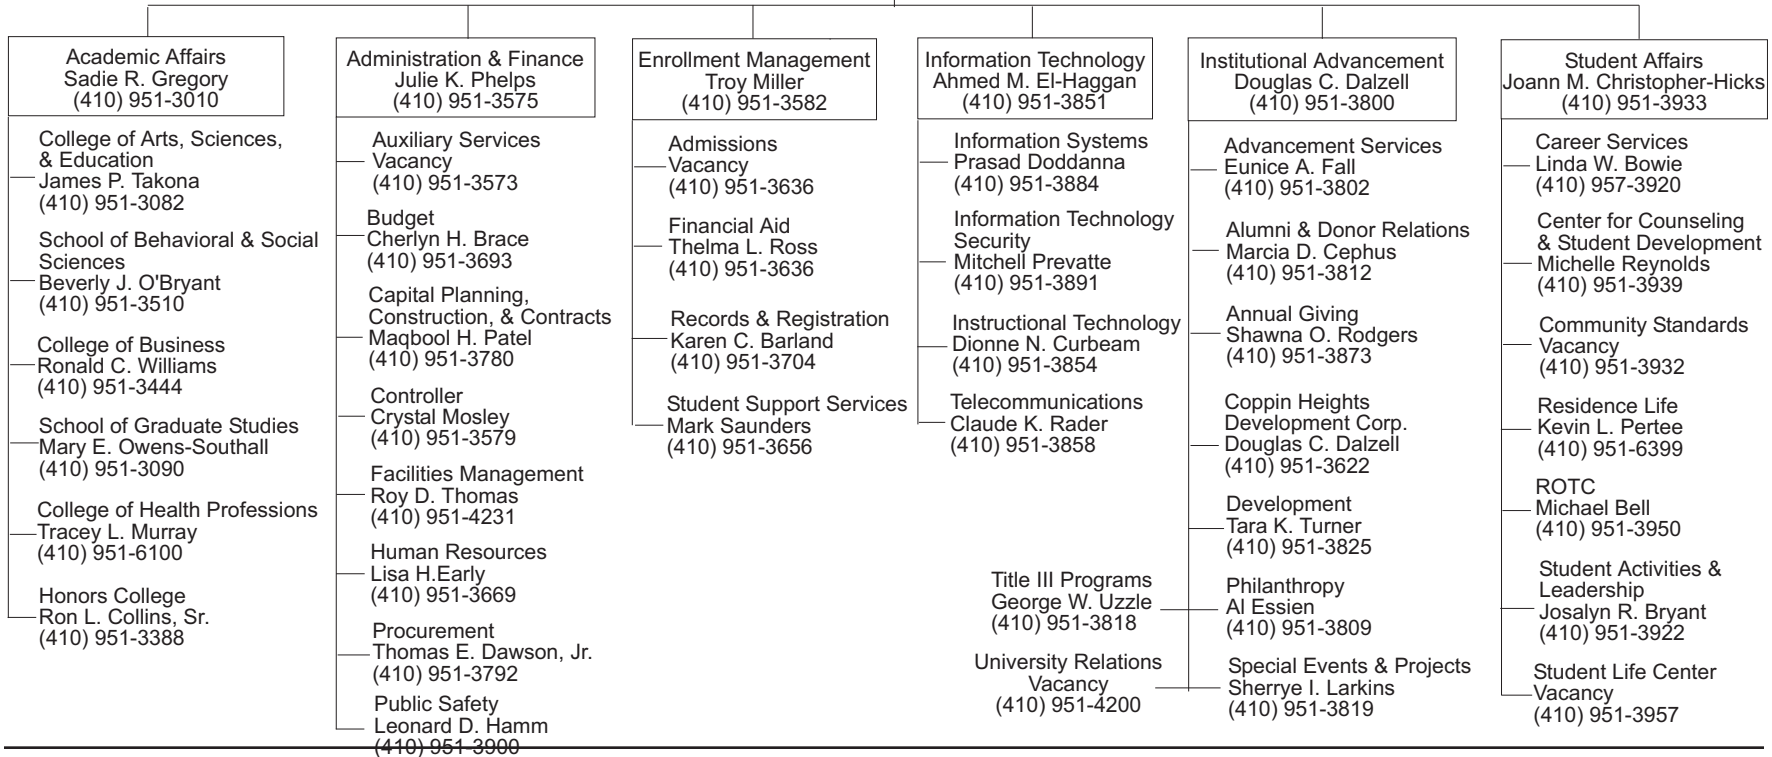 Academic Affairs
Sadie R. Gregory
(410) 951-3010
College of Arts, Sciences,
& Education
James P. Takona
(410) 951-3082
School of Behavioral & Social
Sciences
Beverly J. O'Bryant
(410) 951-3510
College of Business
Ronald C. Williams
(410) 951-3444
School of Graduate Studies
Mary E. Owens-Southall
(410) 951-3090
College of Health Professions
Tracey L. Murray
(410) 951-6100
Honors College
Ron L. Collins, Sr.
(410) 951-3388
Administration & Finance
Julie K. Phelps
(410) 951-3575
Auxiliary Services
Vacancy
(410) 951-3573
Budget
Cherlyn H. Brace
(410) 951-3693
Capital Planning,
Construction, & Contracts
Maqbool H. Patel
(410) 951-3780
Controller
Crystal Mosley
(410) 951-3579
Facilities Management
Roy D. Thomas
(410) 951-4231
Human Resources
Lisa H.Early
(410) 951-3669
Procurement
Thomas E. Dawson, Jr.
(410) 951-3792
Public Safety
Leonard D. Hamm
(410) 951-3900
Enrollment Management
Troy Miller
(410) 951-3582
Admissions
Vacancy
(410) 951-3636
Financial Aid
Thelma L. Ross
(410) 951-3636
Records & Registration
Karen C. Barland
(410) 951-3704
Student Support Services
Mark Saunders
(410) 951-3656
Information Technology
Ahmed M. El-Haggan
(410) 951-3851
Information Systems
Prasad Doddanna
(410) 951-3884
Information Technology
Security
Mitchell Prevatte
(410) 951-3891
Instructional Technology
Dionne N. Curbeam
(410) 951-3854
Telecommunications
Claude K. Rader
(410) 951-3858
Institutional Advancement
Douglas C. Dalzell
(410) 951-3800
Advancement Services
Eunice A. Fall
(410) 951-3802
Alumni & Donor Relations
Marcia D. Cephus
(410) 951-3812
Annual Giving
Shawna O. Rodgers
(410) 951-3873
Coppin Heights
Development Corp.
Douglas C. Dalzell
(410) 951-3622
Development
Tara K. Turner
(410) 951-3825
Title III Programs
George W. Uzzle
(410) 951-3818
Philanthropy
Al Essien
(410) 951-3809
University Relations
Vacancy
(410) 951-4200
Special Events & Projects
Sherrye I. Larkins
(410) 951-3819
Student Affairs
Joann M. Christopher-Hicks
(410) 951-3933
Career Services
Linda W. Bowie
(410) 957-3920
Center for Counseling
& Student Development
Michelle Reynolds
(410) 951-3939
Community Standards
Vacancy
(410) 951-3932
Residence Life
Kevin L. Pertee
(410) 951-6399
ROTC
Michael Bell
(410) 951-3950
Student Activities &
Leadership
Josalyn R. Bryant
(410) 951-3922
Student Life Center
Vacancy
(410) 951-3957